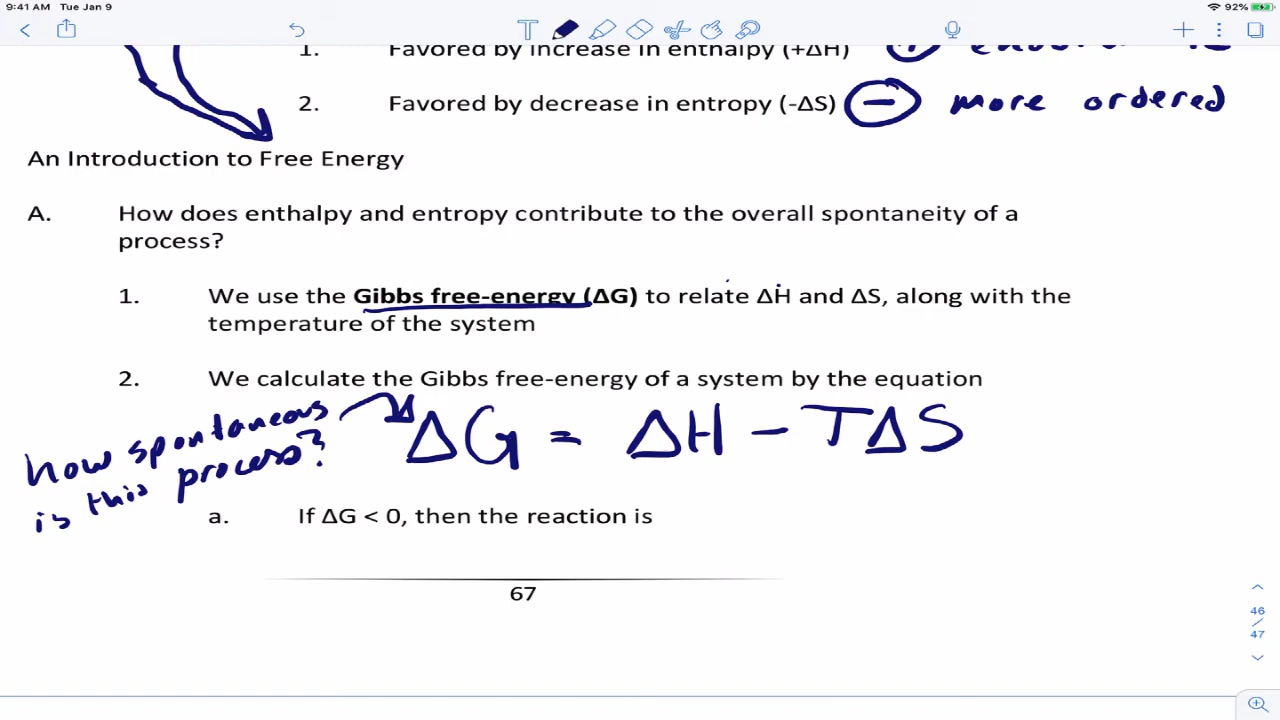 9:41 AM Tue Jan 9
92%
T
1. Favored by increase in enthalpy (+ΔH)
2. Favored by decrease in entropy (-ΔS) − more ordered
An Introduction to Free Energy
A. How does enthalpy and entropy contribute to the overall spontaneity of a
process?
1. We use the Gibbs free-energy (ΔG) to relate ΔH and ΔS, along with the
temperature of the system
2. We calculate the Gibbs free-energy of a system by the equation
how spontaneous
is this process?
ΔG = ΔH − TΔS
a. If ΔG < 0, then the reaction is
67
46
/
47